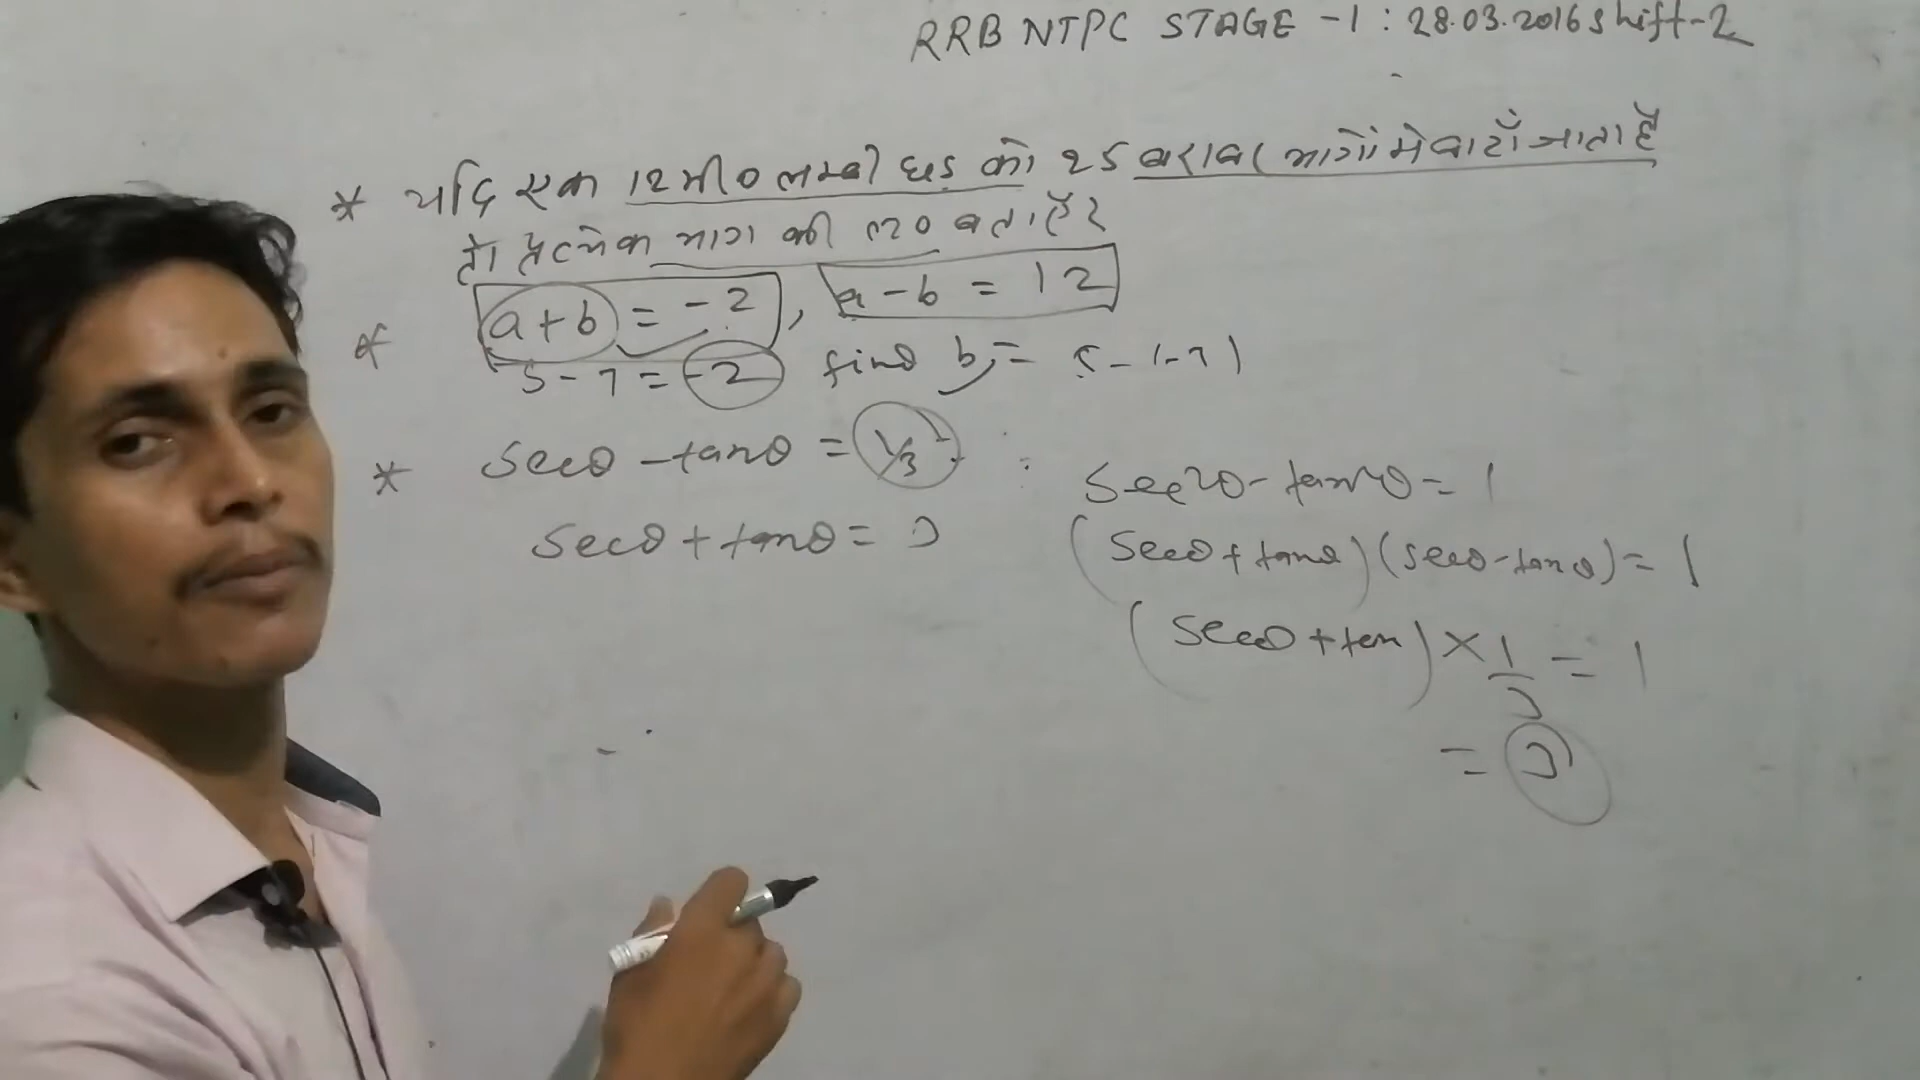 RRB NTPC STAGE -1 : 28.03.2016 Shift-2
* यदि एक 12 मी० लम्बी छड़ को 25 बराबर भागों मे बाटाँ जाता है
तो प्रत्येक भाग की ल०
a+b = -2, a-b = 12
5-7 = -2 find b = 5-(-7)
* secθ - tanθ = 1/3
secθ + tanθ = 3
sec²θ - tan²θ = 1
(secθ + tanθ)(secθ - tanθ) = 1
(secθ + tan) × 1/3 = 1
= 3